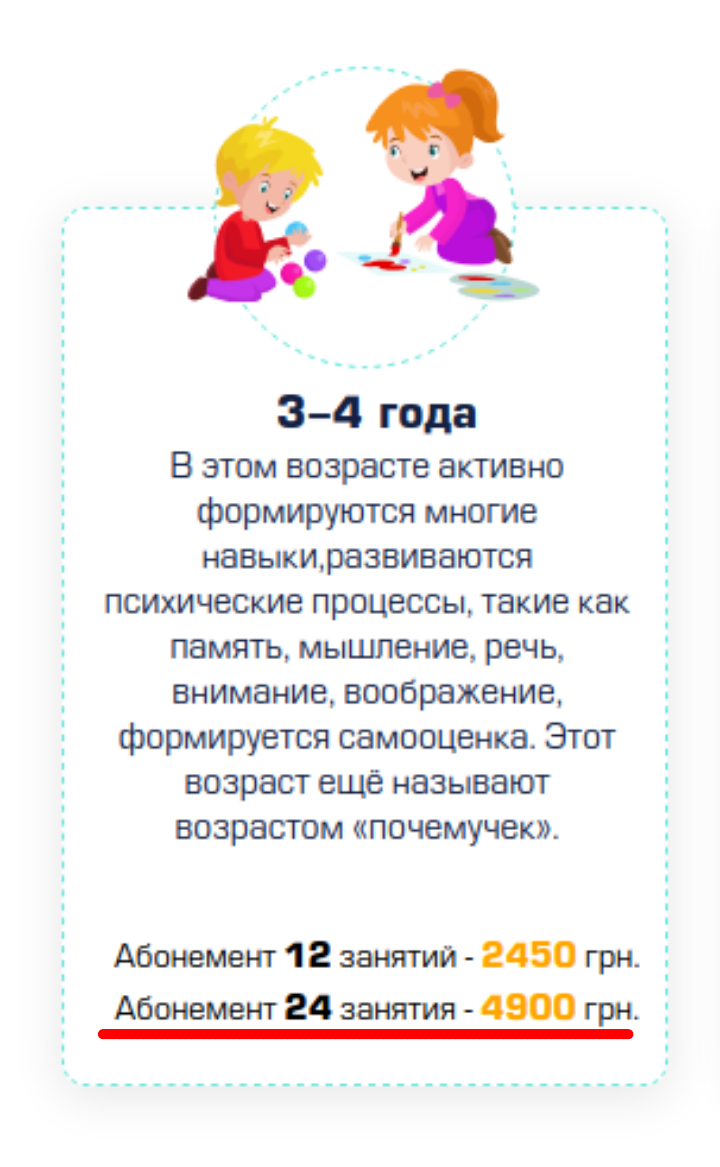 3–4 года
В этом возрасте активно
формируются многие
навыки,развиваются
психические процессы, такие как
память, мышление, речь,
внимание, воображение,
формируется самооценка. Этот
возраст ещё называют
возрастом «почемучек».
Абонемент 12 занятий - 2450 грн.
Абонемент 24 занятия - 4900 грн.